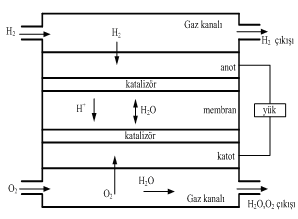 Gaz kanalı
H₂
H₂
H₂ çıkışı
anot
katalizör
H⁻
H₂O
membran
yük
katalizör
katot
O₂
O₂
H₂O
Gaz kanalı
H₂O,O₂ çıkışı